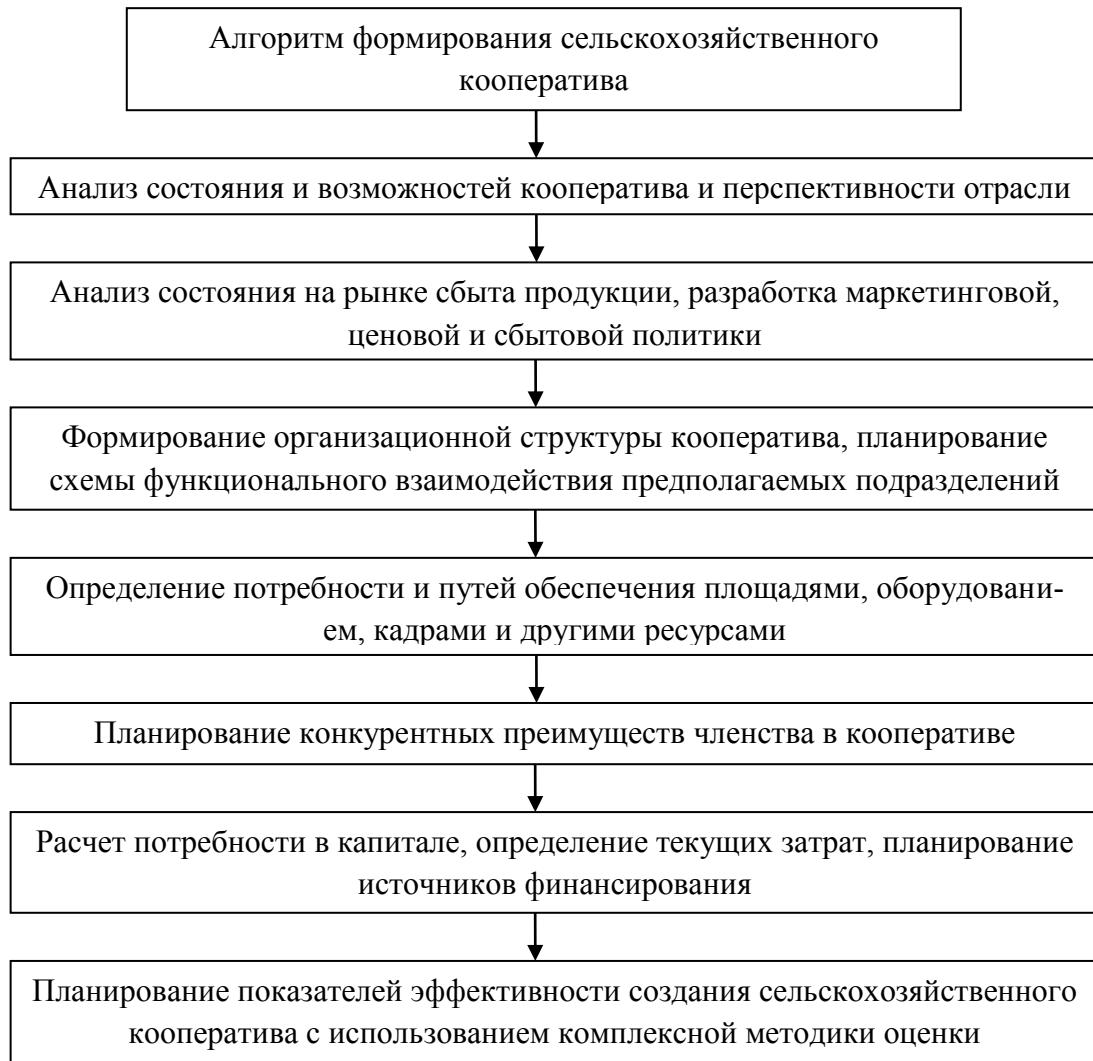 Алгоритм формирования сельскохозяйственного
кооператива
Анализ состояния и возможностей кооператива и перспективности отрасли
Анализ состояния на рынке сбыта продукции, разработка маркетинговой,
ценовой и сбытовой политики
Формирование организационной структуры кооператива, планирование
схемы функционального взаимодействия предполагаемых подразделений
Определение потребности и путей обеспечения площадями, оборудовани-
ем, кадрами и другими ресурсами
Планирование конкурентных преимуществ членства в кооперативе
Расчет потребности в капитале, определение текущих затрат, планирование
источников финансирования
Планирование показателей эффективности создания сельскохозяйственного
кооператива с использованием комплексной методики оценки